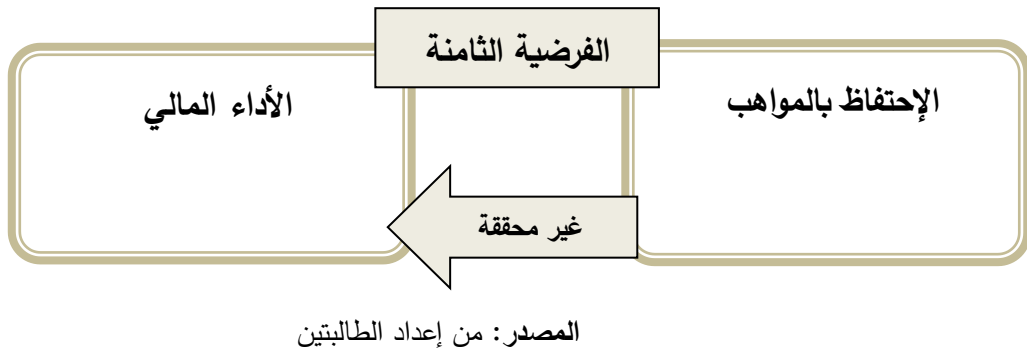 الفرضية الثامنة
الإحتفاظ بالمواهب
الأداء المالي
غير محققة
المصدر: من إعداد الطالبتين